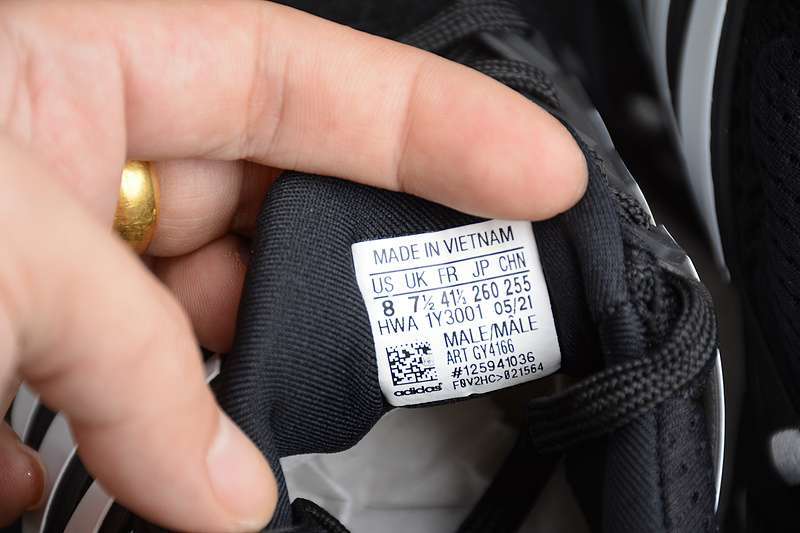 MADE IN VIETNAM
US UK FR JP CHN
8 7½ 41⅓ 260 255
HWA 1Y3001 05/21
MALE/MÂLE
ART GY4166
#125941036
F0V2HC>021564
adidas